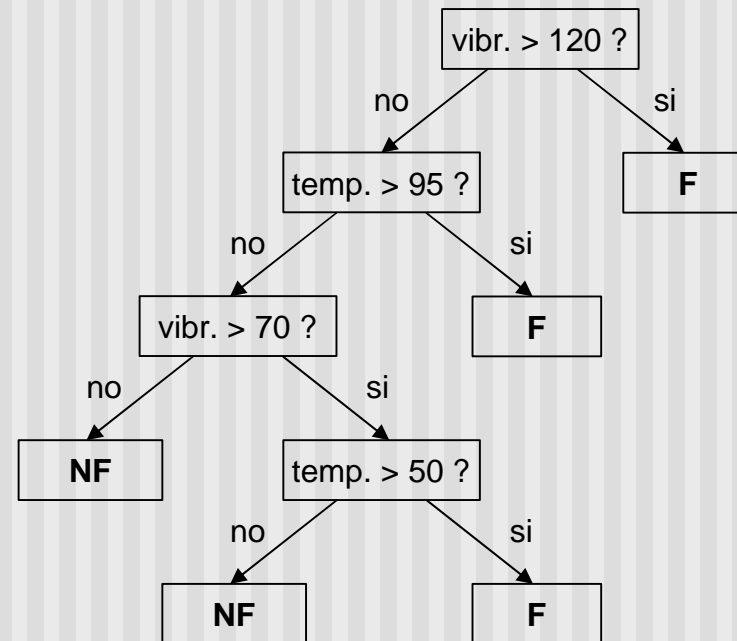 vibr. > 120 ?
no
si
temp. > 95 ?
F
no
si
vibr. > 70 ?
F
no
si
NF
temp. > 50 ?
no
si
NF
F